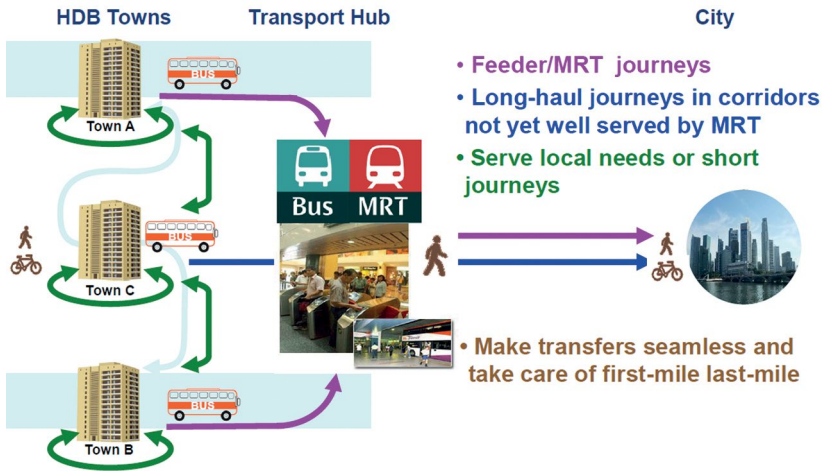 HDB Towns
Transport Hub
City
BUS
Town A
• Feeder/MRT journeys
• Long-haul journeys in corridors
not yet well served by MRT
• Serve local needs or short
journeys
Bus
MRT
BUS
Town C
• Make transfers seamless and
take care of first-mile last-mile
BUS
Town B